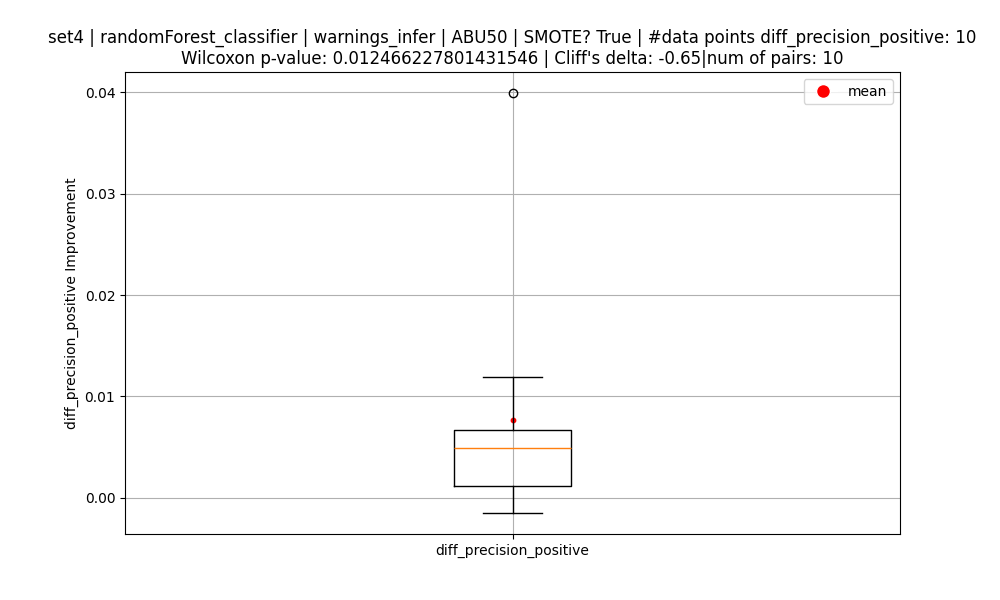 set4 | randomForest_classifier | warnings_infer | ABU50 | SMOTE? True | #data points diff_precision_positive: 10
Wilcoxon p-value: 0.012466227801431546 | Cliff's delta: -0.65|num of pairs: 10
mean
0.04
0.03
0.02
0.01
0.00
diff_precision_positive Improvement
diff_precision_positive